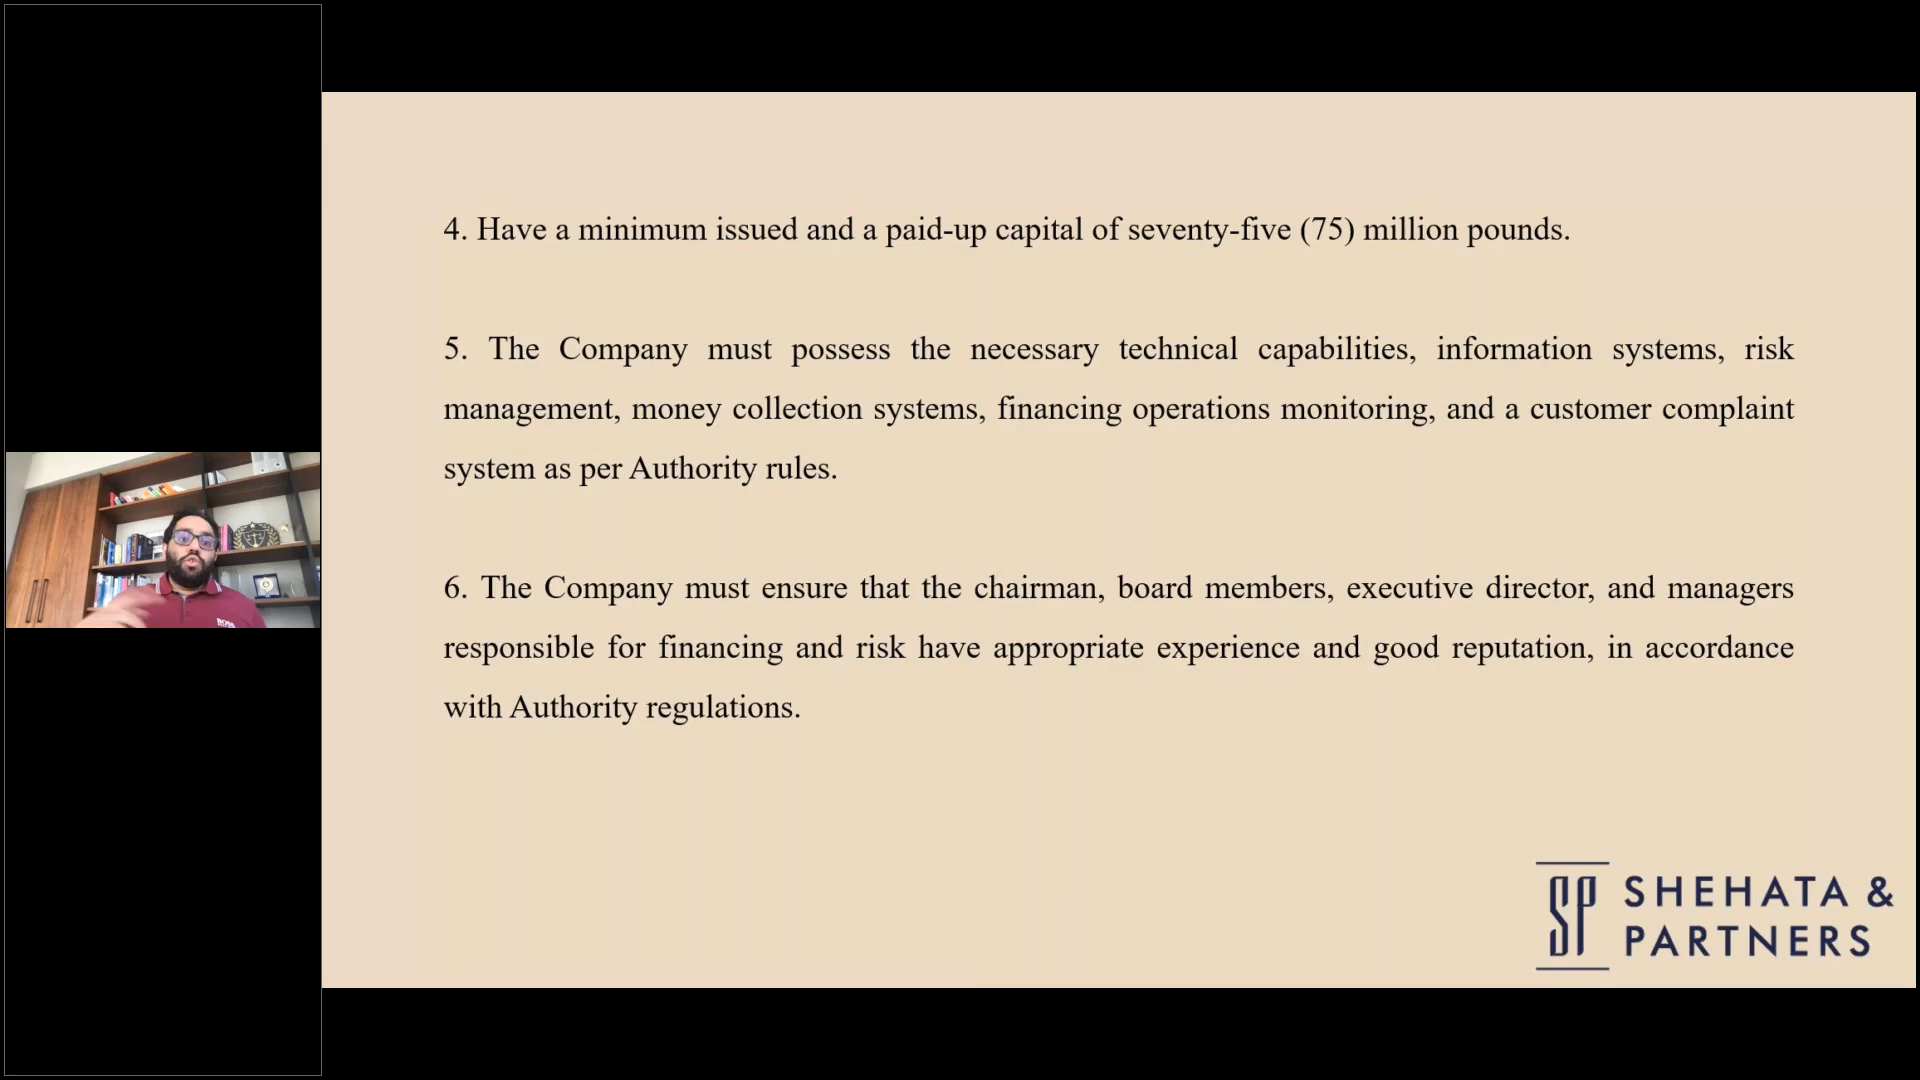 4. Have a minimum issued and a paid-up capital of seventy-five (75) million pounds.
5. The Company must possess the necessary technical capabilities, information systems, risk
management, money collection systems, financing operations monitoring, and a customer complaint
system as per Authority rules.
6. The Company must ensure that the chairman, board members, executive director, and managers
responsible for financing and risk have appropriate experience and good reputation, in accordance
with Authority regulations.
SP
SHEHATA &
PARTNERS
BOSS